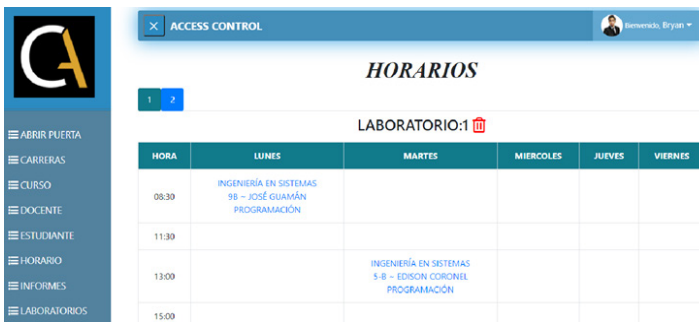 CA
ACCESS CONTROL
Bienvenido, Bryan
HORARIOS
1 2
LABORATORIO:1
ABRIR PUERTA
CARRERAS
CURSO
DOCENTE
ESTUDIANTE
HORARIO
INFORMES
LABORATORIOS
HORA LUNES MARTES MIERCOLES JUEVES VIERNES
08:30
INGENIERÍA EN SISTEMAS
9B – JOSÉ GUAMÁN
PROGRAMACIÓN
11:30
13:00
INGENIERÍA EN SISTEMAS
5-B – EDISON CORONEL
PROGRAMACIÓN
15:00